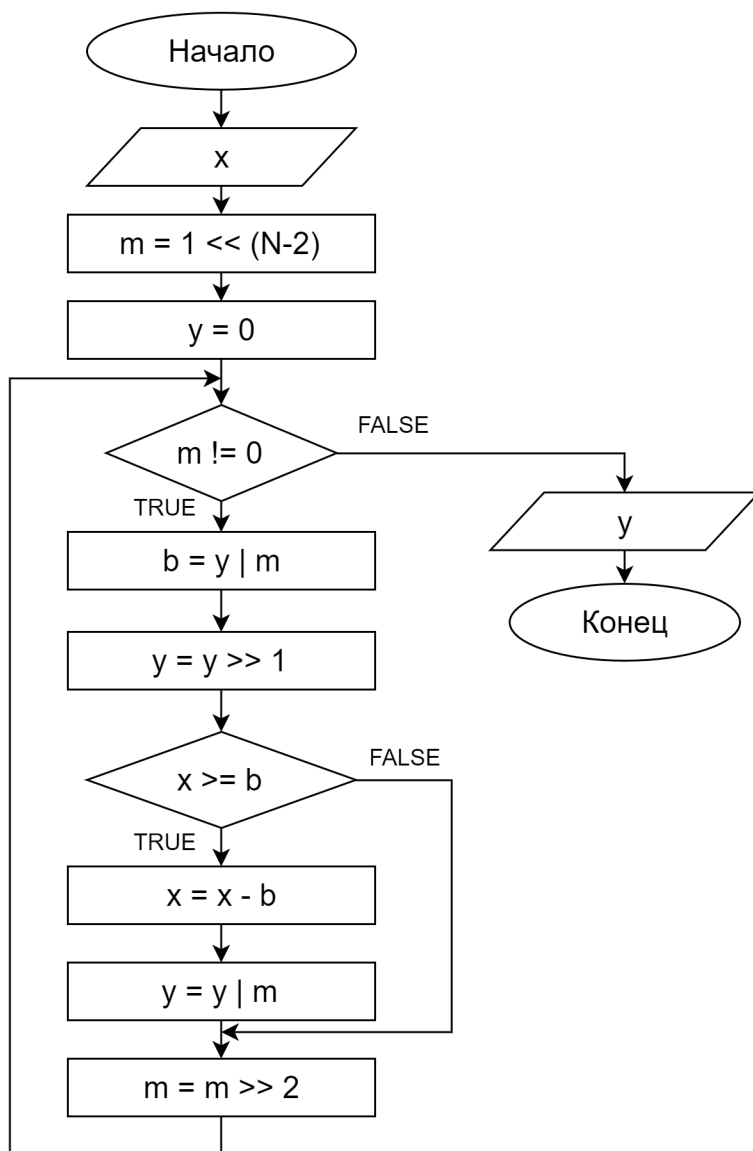 Начало
x
m = 1 << (N-2)
y = 0
m != 0
FALSE
TRUE
y
b = y | m
Конец
y = y >> 1
x >= b
FALSE
TRUE
x = x - b
y = y | m
m = m >> 2